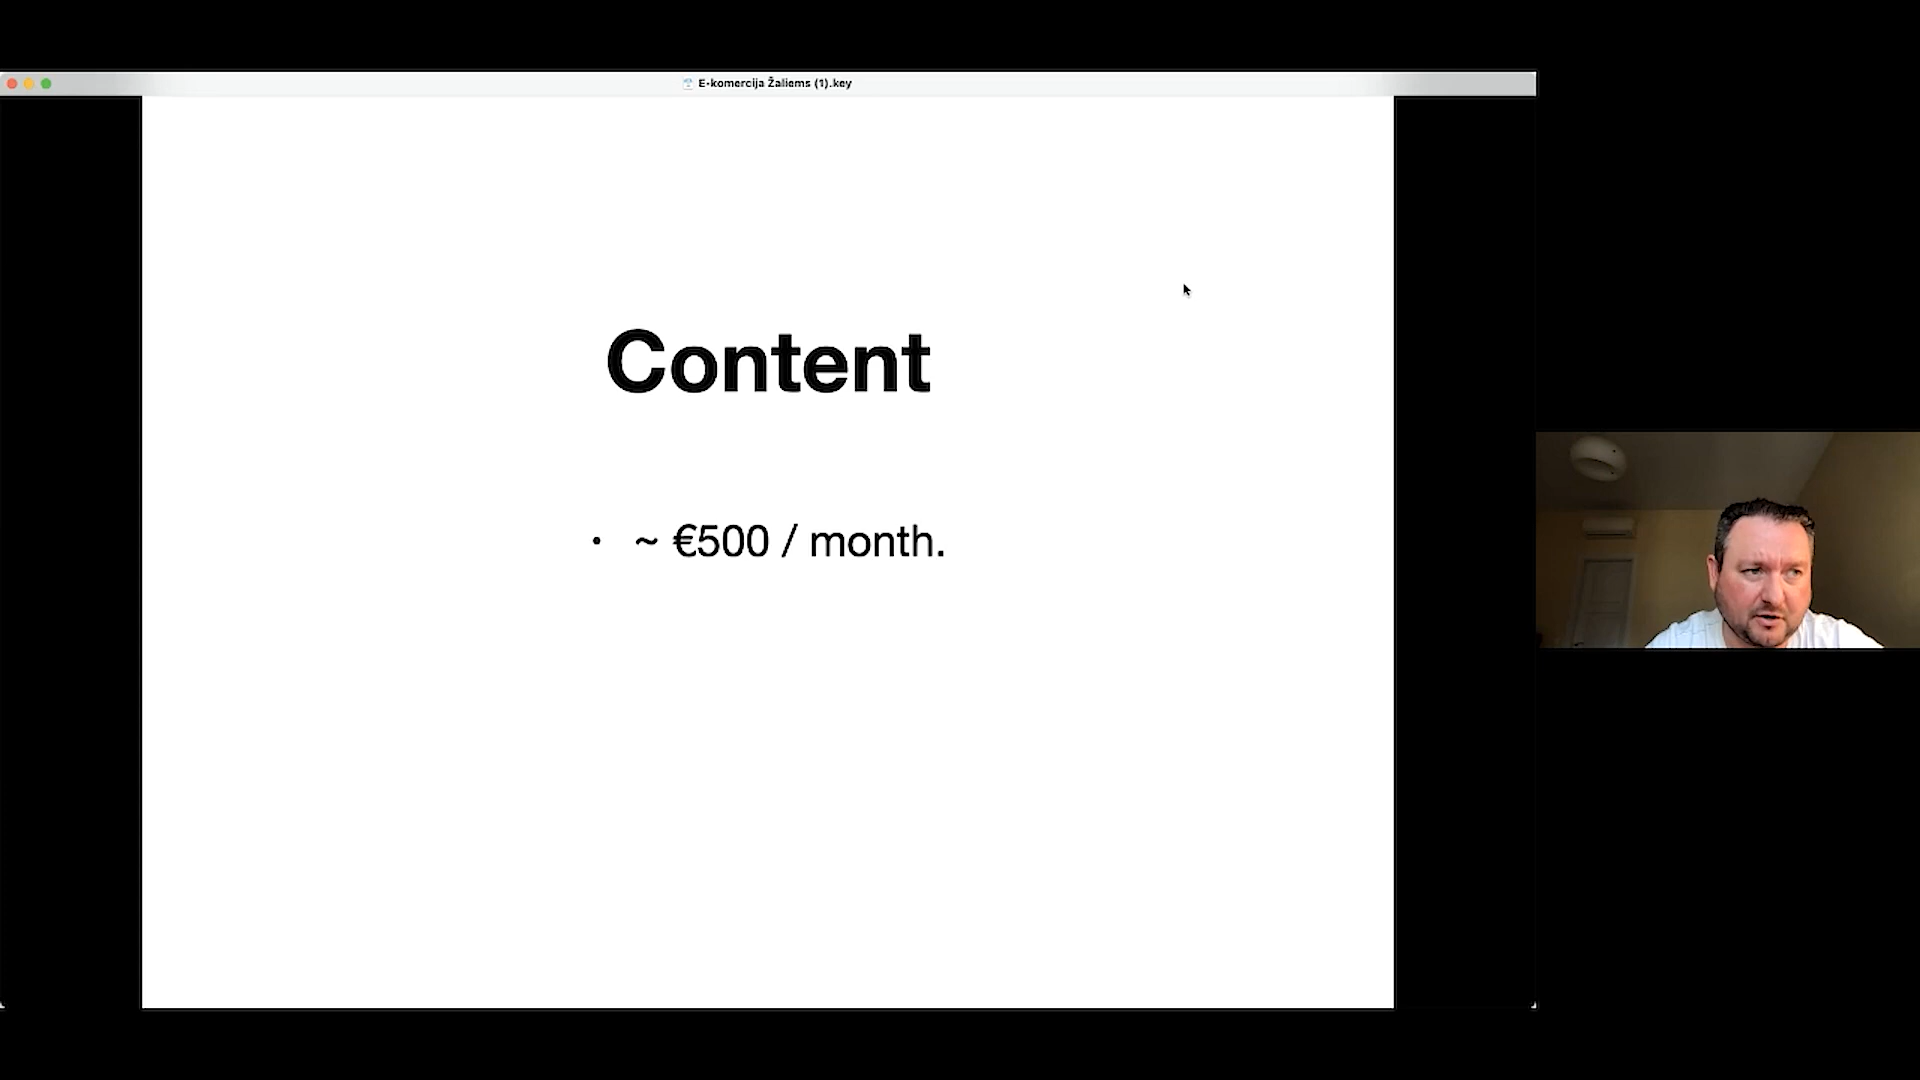 E-komercija Žaliems (1).key
Content
• ~ €500 / month.